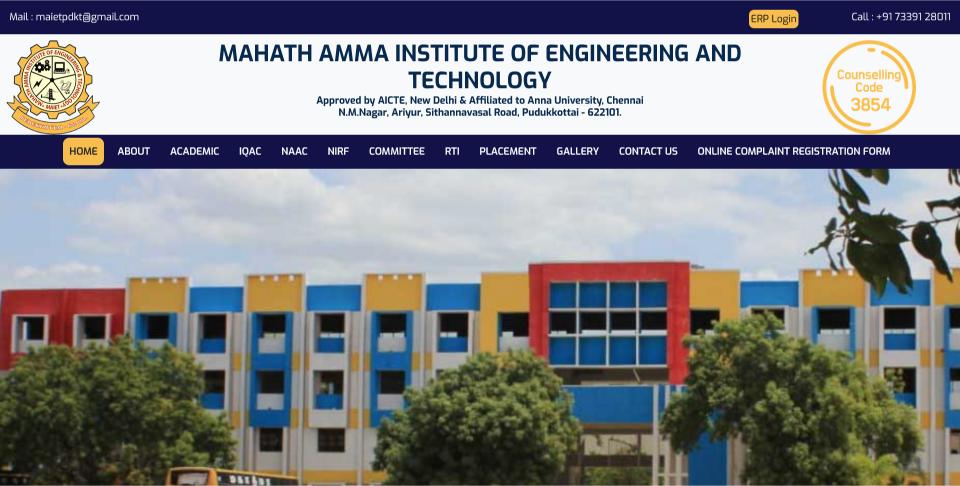 Mail : maietpdkt@gmail.com
ERP Login
Call : +91 73391 28011
MAHATH AMMA INSTITUTE OF ENGINEERING AND
TECHNOLOGY
Approved by AICTE, New Delhi & Affiliated to Anna University, Chennai
N.M.Nagar, Ariyur, Sithannavasal Road, Pudukkottai - 622101.
Counselling
Code
3854
HOME ABOUT ACADEMIC IQAC NAAC NIRF COMMITTEE RTI PLACEMENT GALLERY CONTACT US ONLINE COMPLAINT REGISTRATION FORM